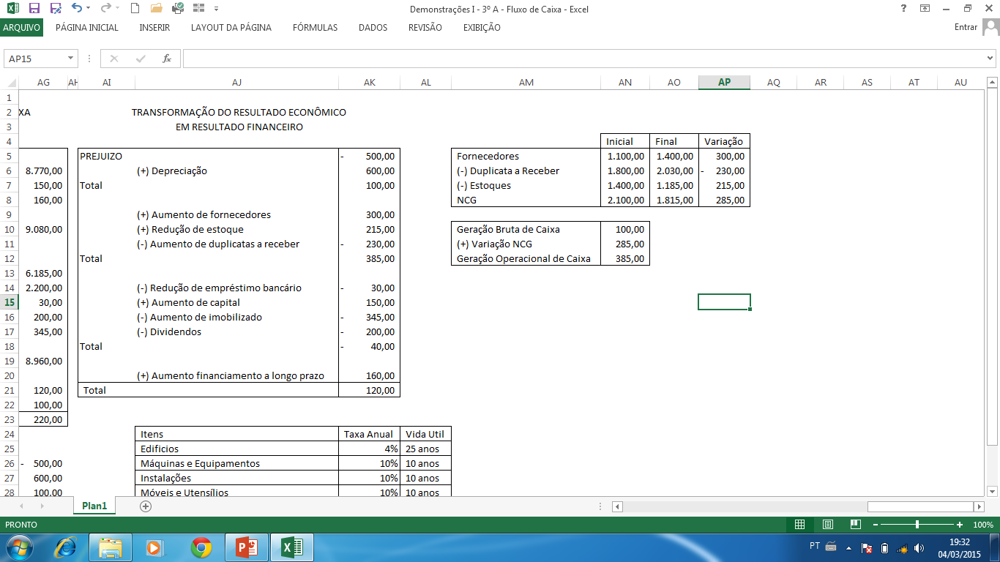 Demonstrações I - 3º A - Fluxo de Caixa - Excel
ARQUIVO PÁGINA INICIAL INSERIR LAYOUT DA PÁGINA FÓRMULAS DADOS REVISÃO EXIBIÇÃO Entrar
AP15 fx
AG AH AI AJ AK AL AM AN AO AP AQ AR AS AT AU
1
2 XA TRANSFORMAÇÃO DO RESULTADO ECONÔMICO
3 EM RESULTADO FINANCEIRO
4 Inicial Final Variação
5 PREJUIZO - 500,00 Fornecedores 1.100,00 1.400,00 300,00
6 8.770,00 (+) Depreciação 600,00 (-) Duplicata a Receber 1.800,00 2.030,00 - 230,00
7 150,00 Total 100,00 (-) Estoques 1.400,00 1.185,00 215,00
8 160,00 NCG 2.100,00 1.815,00 285,00
9 (+) Aumento de fornecedores 300,00
10 9.080,00 (+) Redução de estoque 215,00 Geração Bruta de Caixa 100,00
11 (-) Aumento de duplicatas a receber - 230,00 (+) Variação NCG 285,00
12 Total 385,00 Geração Operacional de Caixa 385,00
13 6.185,00
14 2.200,00 (-) Redução de empréstimo bancário - 30,00
15 30,00 (+) Aumento de capital 150,00
16 200,00 (-) Aumento de imobilizado - 345,00
17 345,00 (-) Dividendos - 200,00
18 Total - 40,00
19 8.960,00
20 (+) Aumento financiamento a longo prazo 160,00
21 120,00 Total 120,00
22 100,00
23 220,00
24 Itens Taxa Anual Vida Util
25 Edificios 4% 25 anos
26 - 500,00 Máquinas e Equipamentos 10% 10 anos
27 600,00 Instalações 10% 10 anos
28 100,00 Móveis e Utensílios 10% 10 anos
Plan1
PRONTO 100%
PT 19:32
04/03/2015